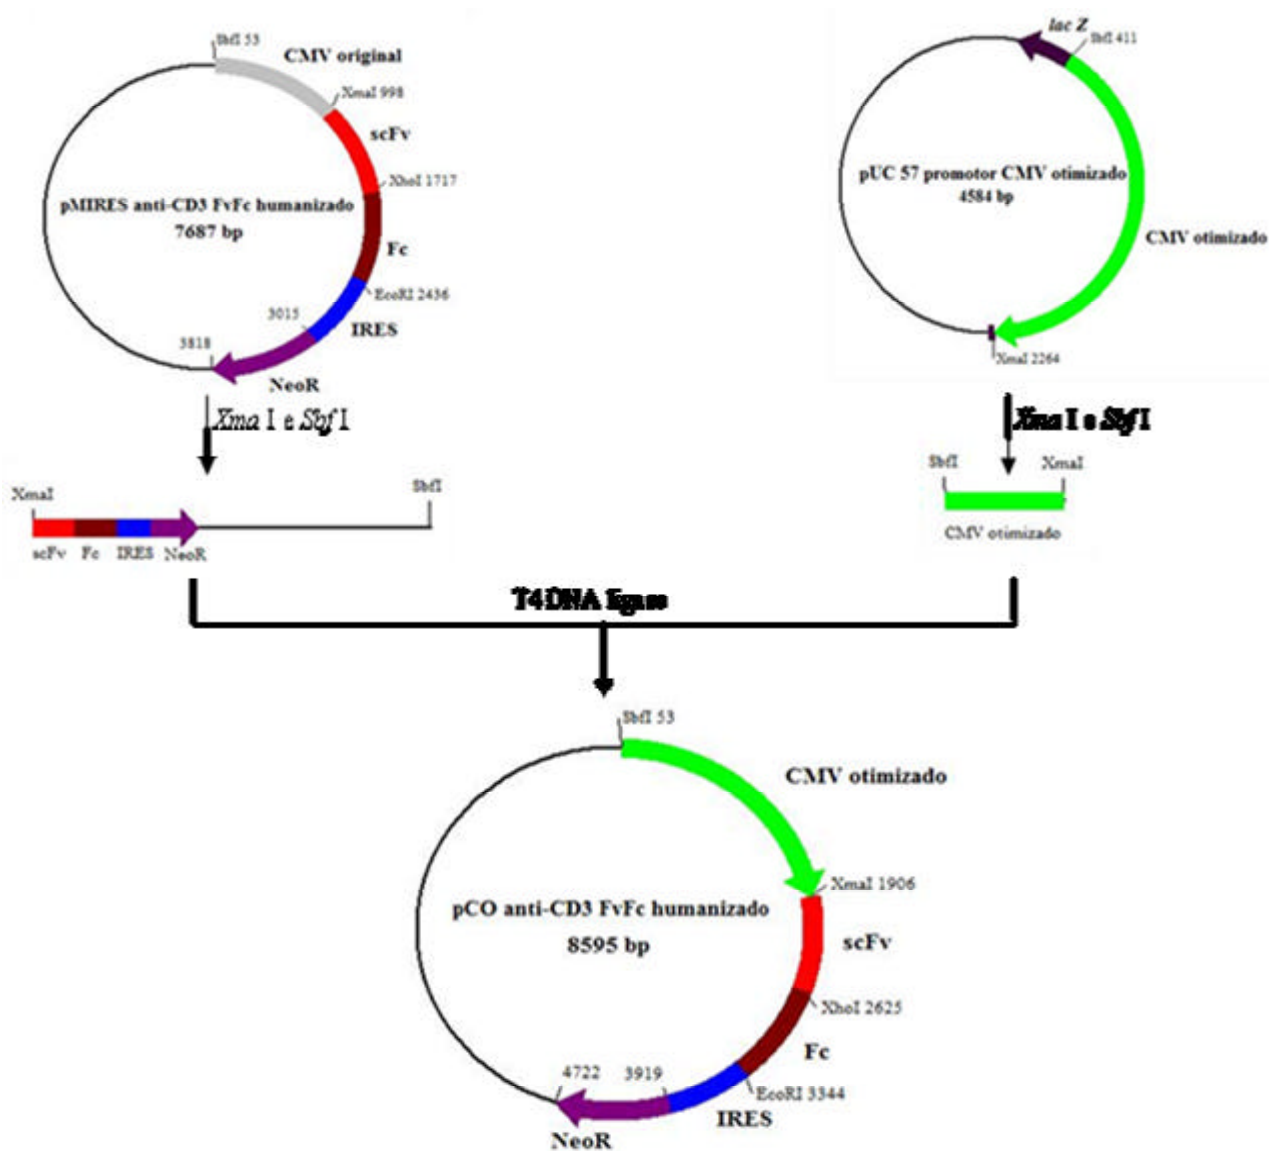 SbfI 53
CMV original
XmaI 998
scFv
XhoI 1717
pMIRES anti-CD3 FvFc humanizado
7687 bp
Fc
EcoRI 2436
3015
IRES
3818
NeoR
lac Z
SbfI 411
pUC 57 promotor CMV otimizado
4584 bp
CMV otimizado
XmaI 2264
Xma I e Sbf I
Xma I e Sbf I
XmaI
SbfI
scFv Fc IRES NeoR
SbfI
XmaI
CMV otimizado
T4 DNA ligase
SbfI 53
CMV otimizado
XmaI 1906
pCO anti-CD3 FvFc humanizado
8595 bp
scFv
XhoI 2625
Fc
4722
3919
EcoRI 3344
IRES
NeoR